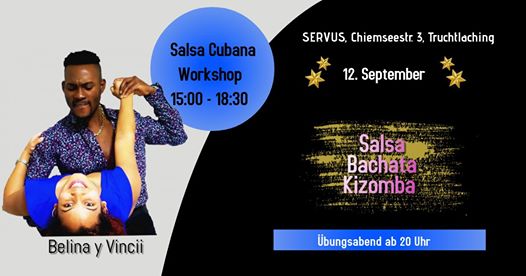 Salsa Cubana
Workshop
15:00 - 18:30
Belina y Vincii
SERVUS, Chiemseestr. 3, Truchtlaching
12. September
Salsa
Bachata
Kizomba
Übungsabend ab 20 Uhr